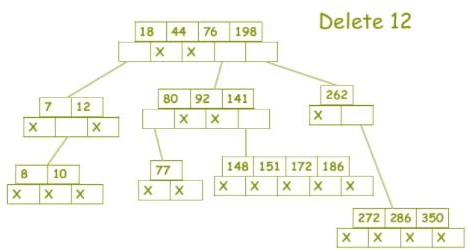 Delete 12
18 44 76 198
X X
7 12
X X
80 92 141
X X
262
X
8 10
X X X
77
X X
148 151 172 186
X X X X X
272 286 350
X X X X